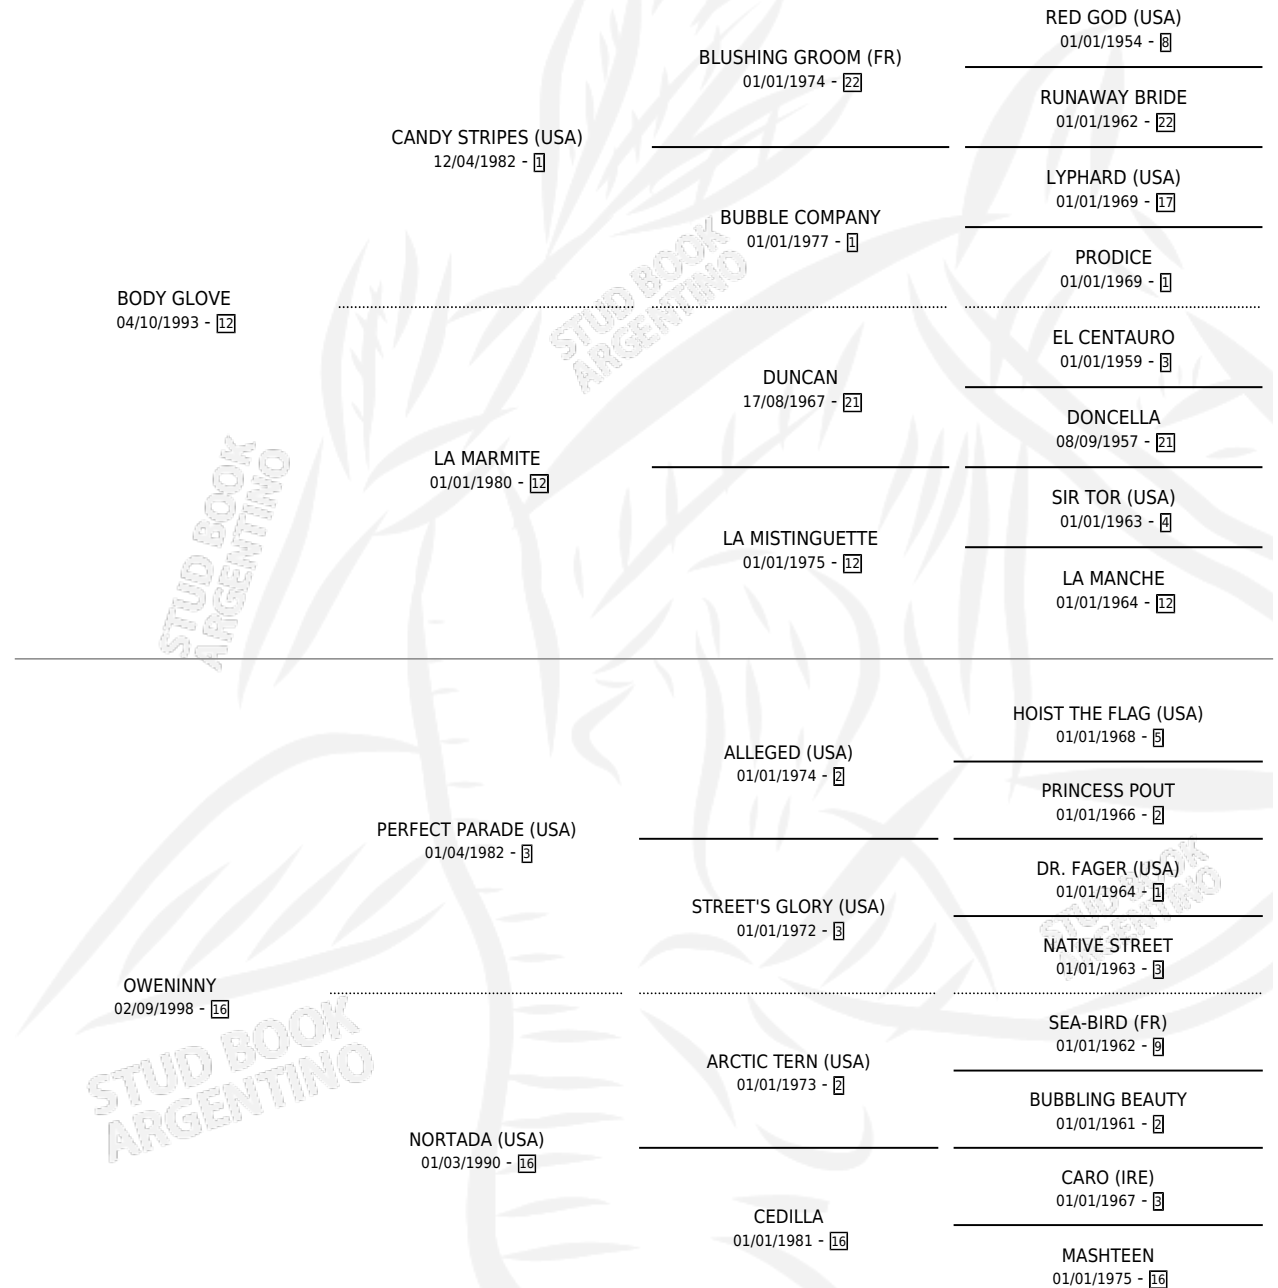 RED GOD (USA)
01/01/1954 - 8
BLUSHING GROOM (FR)
01/01/1974 - 22
RUNAWAY BRIDE
01/01/1962 - 22
CANDY STRIPES (USA)
12/04/1982 - 1
LYPHARD (USA)
01/01/1969 - 17
BUBBLE COMPANY
01/01/1977 - 1
PRODICE
01/01/1969 - 1
BODY GLOVE
04/10/1993 - 12
STUD BOOK
ARGENTINO
EL CENTAURO
01/01/1959 - 3
DUNCAN
17/08/1967 - 21
DONCELLA
08/09/1957 - 21
LA MARMITE
01/01/1980 - 12
SIR TOR (USA)
01/01/1963 - 4
LA MISTINGUETTE
01/01/1975 - 12
LA MANCHE
01/01/1964 - 12
STUD BOOK
ARGENTINO
HOIST THE FLAG (USA)
01/01/1968 - 5
ALLEGED (USA)
01/01/1974 - 2
PRINCESS POUT
01/01/1966 - 2
PERFECT PARADE (USA)
01/04/1982 - 3
DR. FAGER (USA)
01/01/1964 - 1
STREET'S GLORY (USA)
01/01/1972 - 3
STUD BOOK
ARGENTINO
NATIVE STREET
01/01/1963 - 3
OWENINNY
02/09/1998 - 16
SEA-BIRD (FR)
01/01/1962 - 9
ARCTIC TERN (USA)
01/01/1973 - 2
STUD BOOK
ARGENTINO
BUBBLING BEAUTY
01/01/1961 - 2
NORTADA (USA)
01/03/1990 - 16
CARO (IRE)
01/01/1967 - 3
CEDILLA
01/01/1981 - 16
MASHTEEN
01/01/1975 - 16